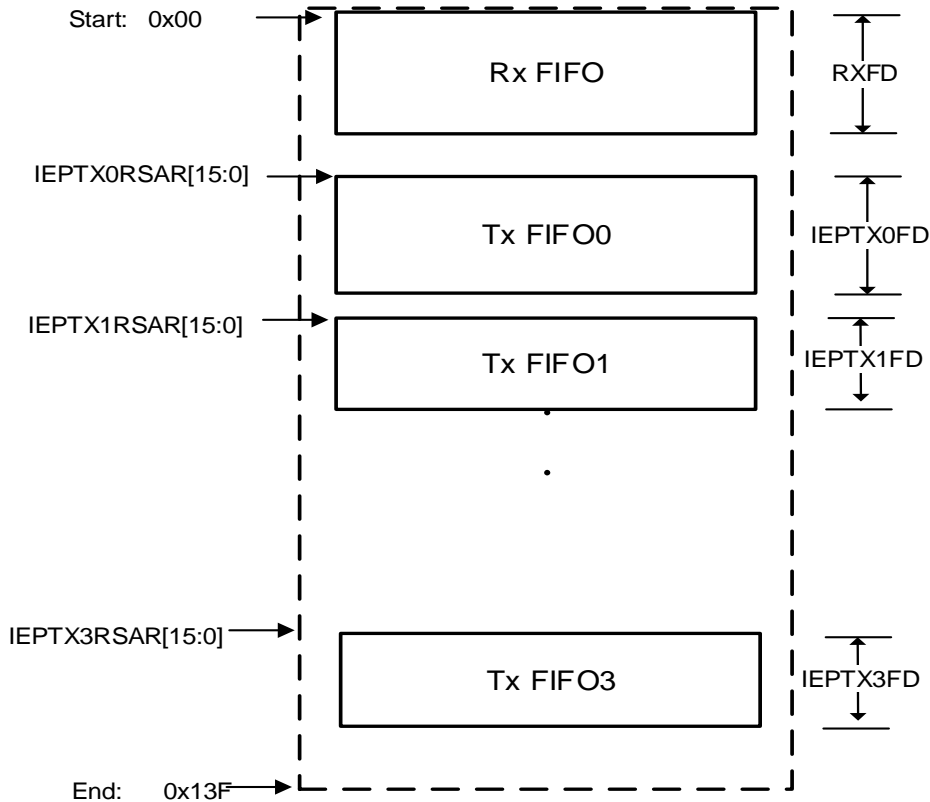 Start: 0x00
Rx FIFO
RXFD
IEPTX0RSAR[15:0]
Tx FIFO0
IEPTX0FD
IEPTX1RSAR[15:0]
Tx FIFO1
IEPTX1FD
IEPTX3RSAR[15:0]
Tx FIFO3
IEPTX3FD
End: 0x13F